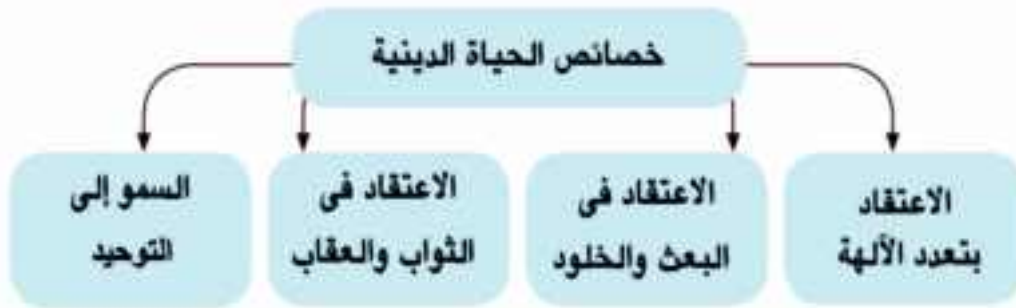 خصائص الحياة الدينية
الاعتقاد
بتعدد الآلهة
الاعتقاد فى
البعث والخلود
الاعتقاد فى
الثواب والعقاب
السمو إلى
التوحيد